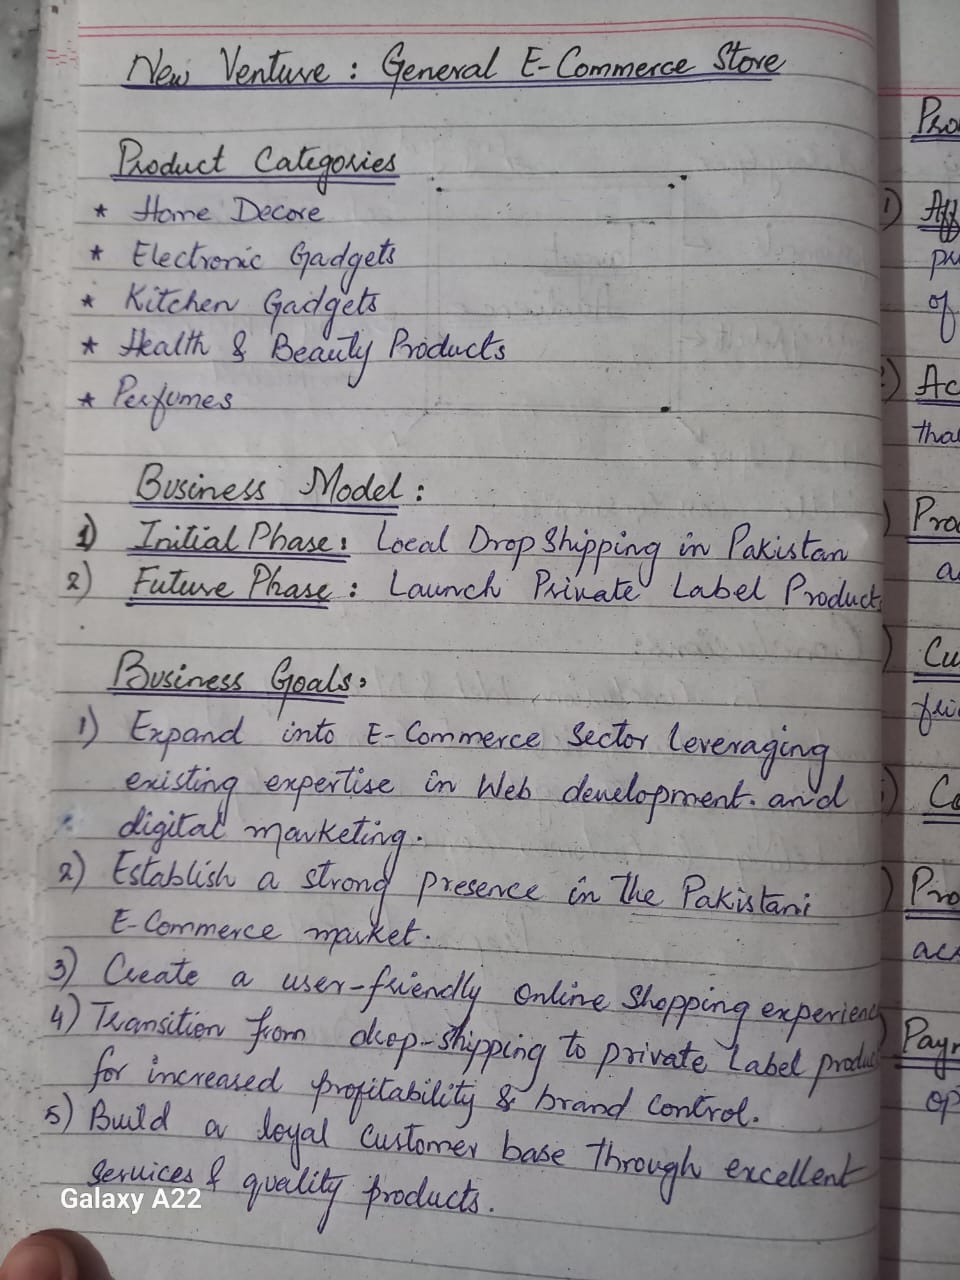 New Venture : General E-Commerce Store
Product Categories
* Home Decore
* Electronic Gadgets
* Kitchen Gadgets
* Health & Beauty Products
* Perfumes
Business Model :
1) Initial Phase : Local Drop Shipping in Pakistan
2) Future Phase : Launch Private Label Product
Business Goals :
1) Expand into E-Commerce Sector leveraging
existing expertise in Web development. and
digital marketing.
2) Establish a strong presence in the Pakistani
E-Commerce market.
3) Create a user-friendly Online Shopping experienc
4) Transition from drop-shipping to private label produc
for increased profitability & brand control.
5) Build a loyal customer base through excellent
services & quality products.
Galaxy A22
Pro
1) Aff
pu
of
2) Ac
tha
) Pro
a
) Cu
fri
) Co
) Pro
acr
) Paym
op